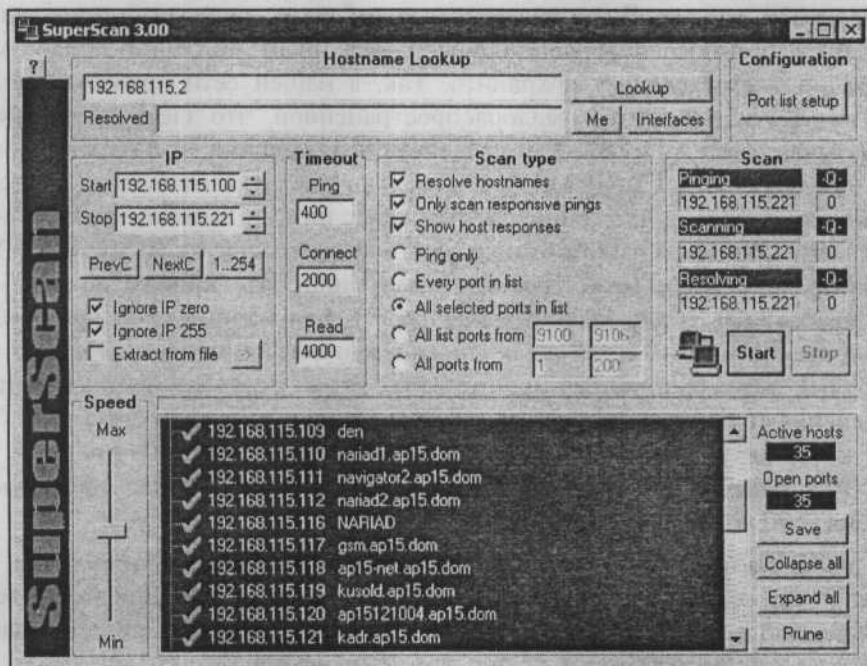 SuperScan 3.00
?
Hostname Lookup
192.168.115.2
Lookup
Resolved
Me
Interfaces
Configuration
Port list setup
SuperScan
IP
Start 192.168.115.100
Stop 192.168.115.221
PrevC
NextC
1..254
Ignore IP zero
Ignore IP 255
Extract from file
->
Timeout
Ping
400
Connect
2000
Read
4000
Scan type
Resolve hostnames
Only scan responsive pings
Show host responses
Ping only
Every port in list
All selected ports in list
All list ports from 9100 9106
All ports from 1 200
Scan
Pinging -Q-
192.168.115.221 0
Scanning -Q-
192.168.115.221 0
Resolving -Q-
192.168.115.221 0
Start
Stop
Speed
Max
Min
192.168.115.109 den
192.168.115.110 nariad1.ap15.dom
192.168.115.111 navigator2.ap15.dom
192.168.115.112 nariad2.ap15.dom
192.168.115.116 NARIAD
192.168.115.117 gsm.ap15.dom
192.168.115.118 ap15-net.ap15.dom
192.168.115.119 kusold.ap15.dom
192.168.115.120 ap15121004.ap15.dom
192.168.115.121 kadr.ap15.dom
Active hosts
35
Open ports
35
Save
Collapse all
Expand all
Prune